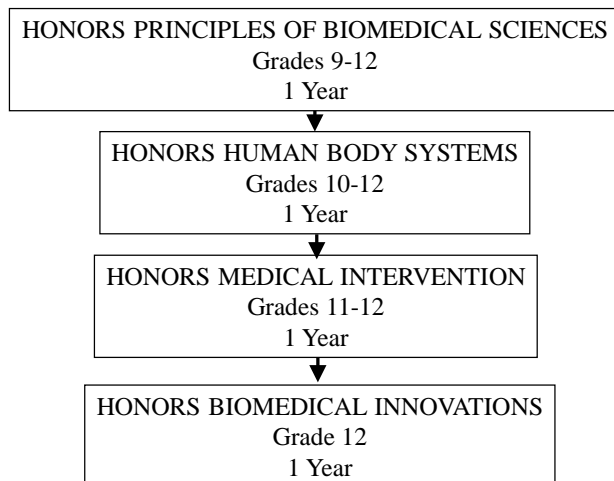 HONORS PRINCIPLES OF BIOMEDICAL SCIENCES
Grades 9-12
1 Year
HONORS HUMAN BODY SYSTEMS
Grades 10-12
1 Year
HONORS MEDICAL INTERVENTION
Grades 11-12
1 Year
HONORS BIOMEDICAL INNOVATIONS
Grade 12
1 Year